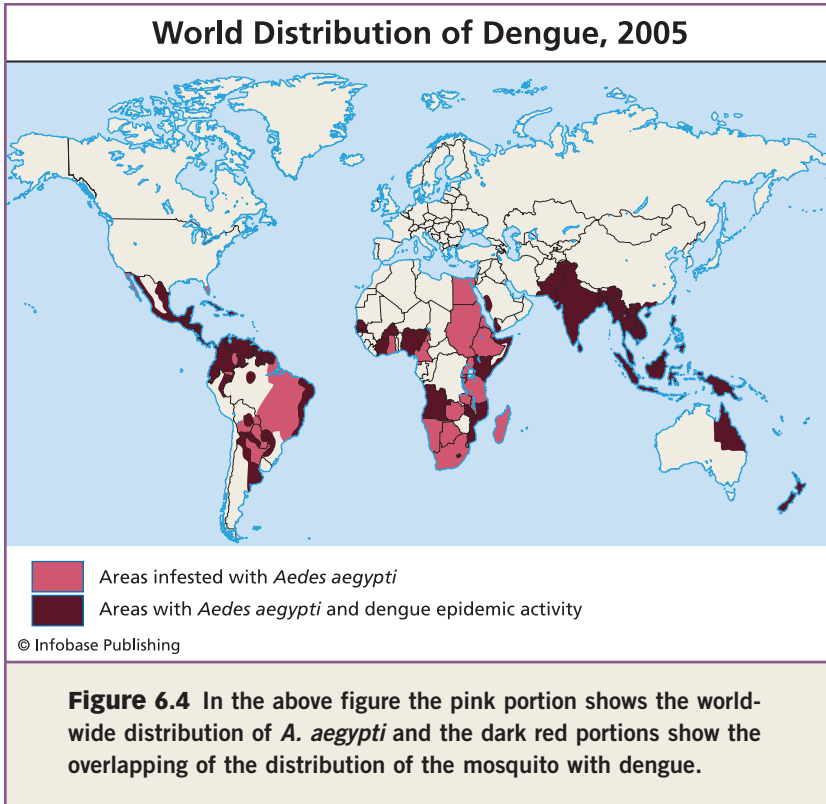 World Distribution of Dengue, 2005
Areas infested with Aedes aegypti
Areas with Aedes aegypti and dengue epidemic activity
© Infobase Publishing
Figure 6.4 In the above figure the pink portion shows the world-
wide distribution of A. aegypti and the dark red portions show the
overlapping of the distribution of the mosquito with dengue.